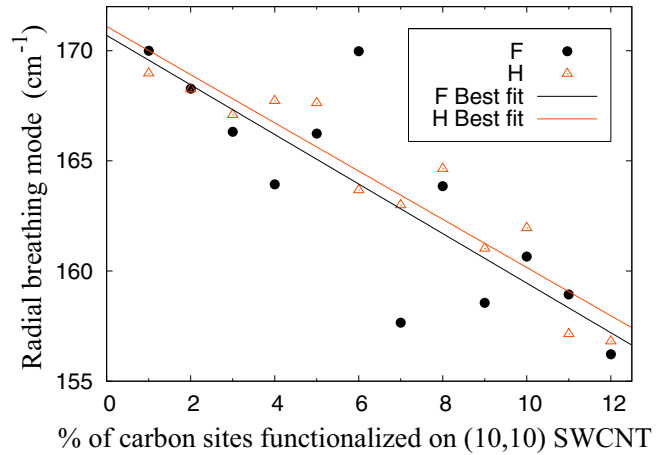 Radial breathing mode (cm⁻¹)
170
165
160
155
F
H
F Best fit
H Best fit
0 2 4 6 8 10 12
% of carbon sites functionalized on (10,10) SWCNT